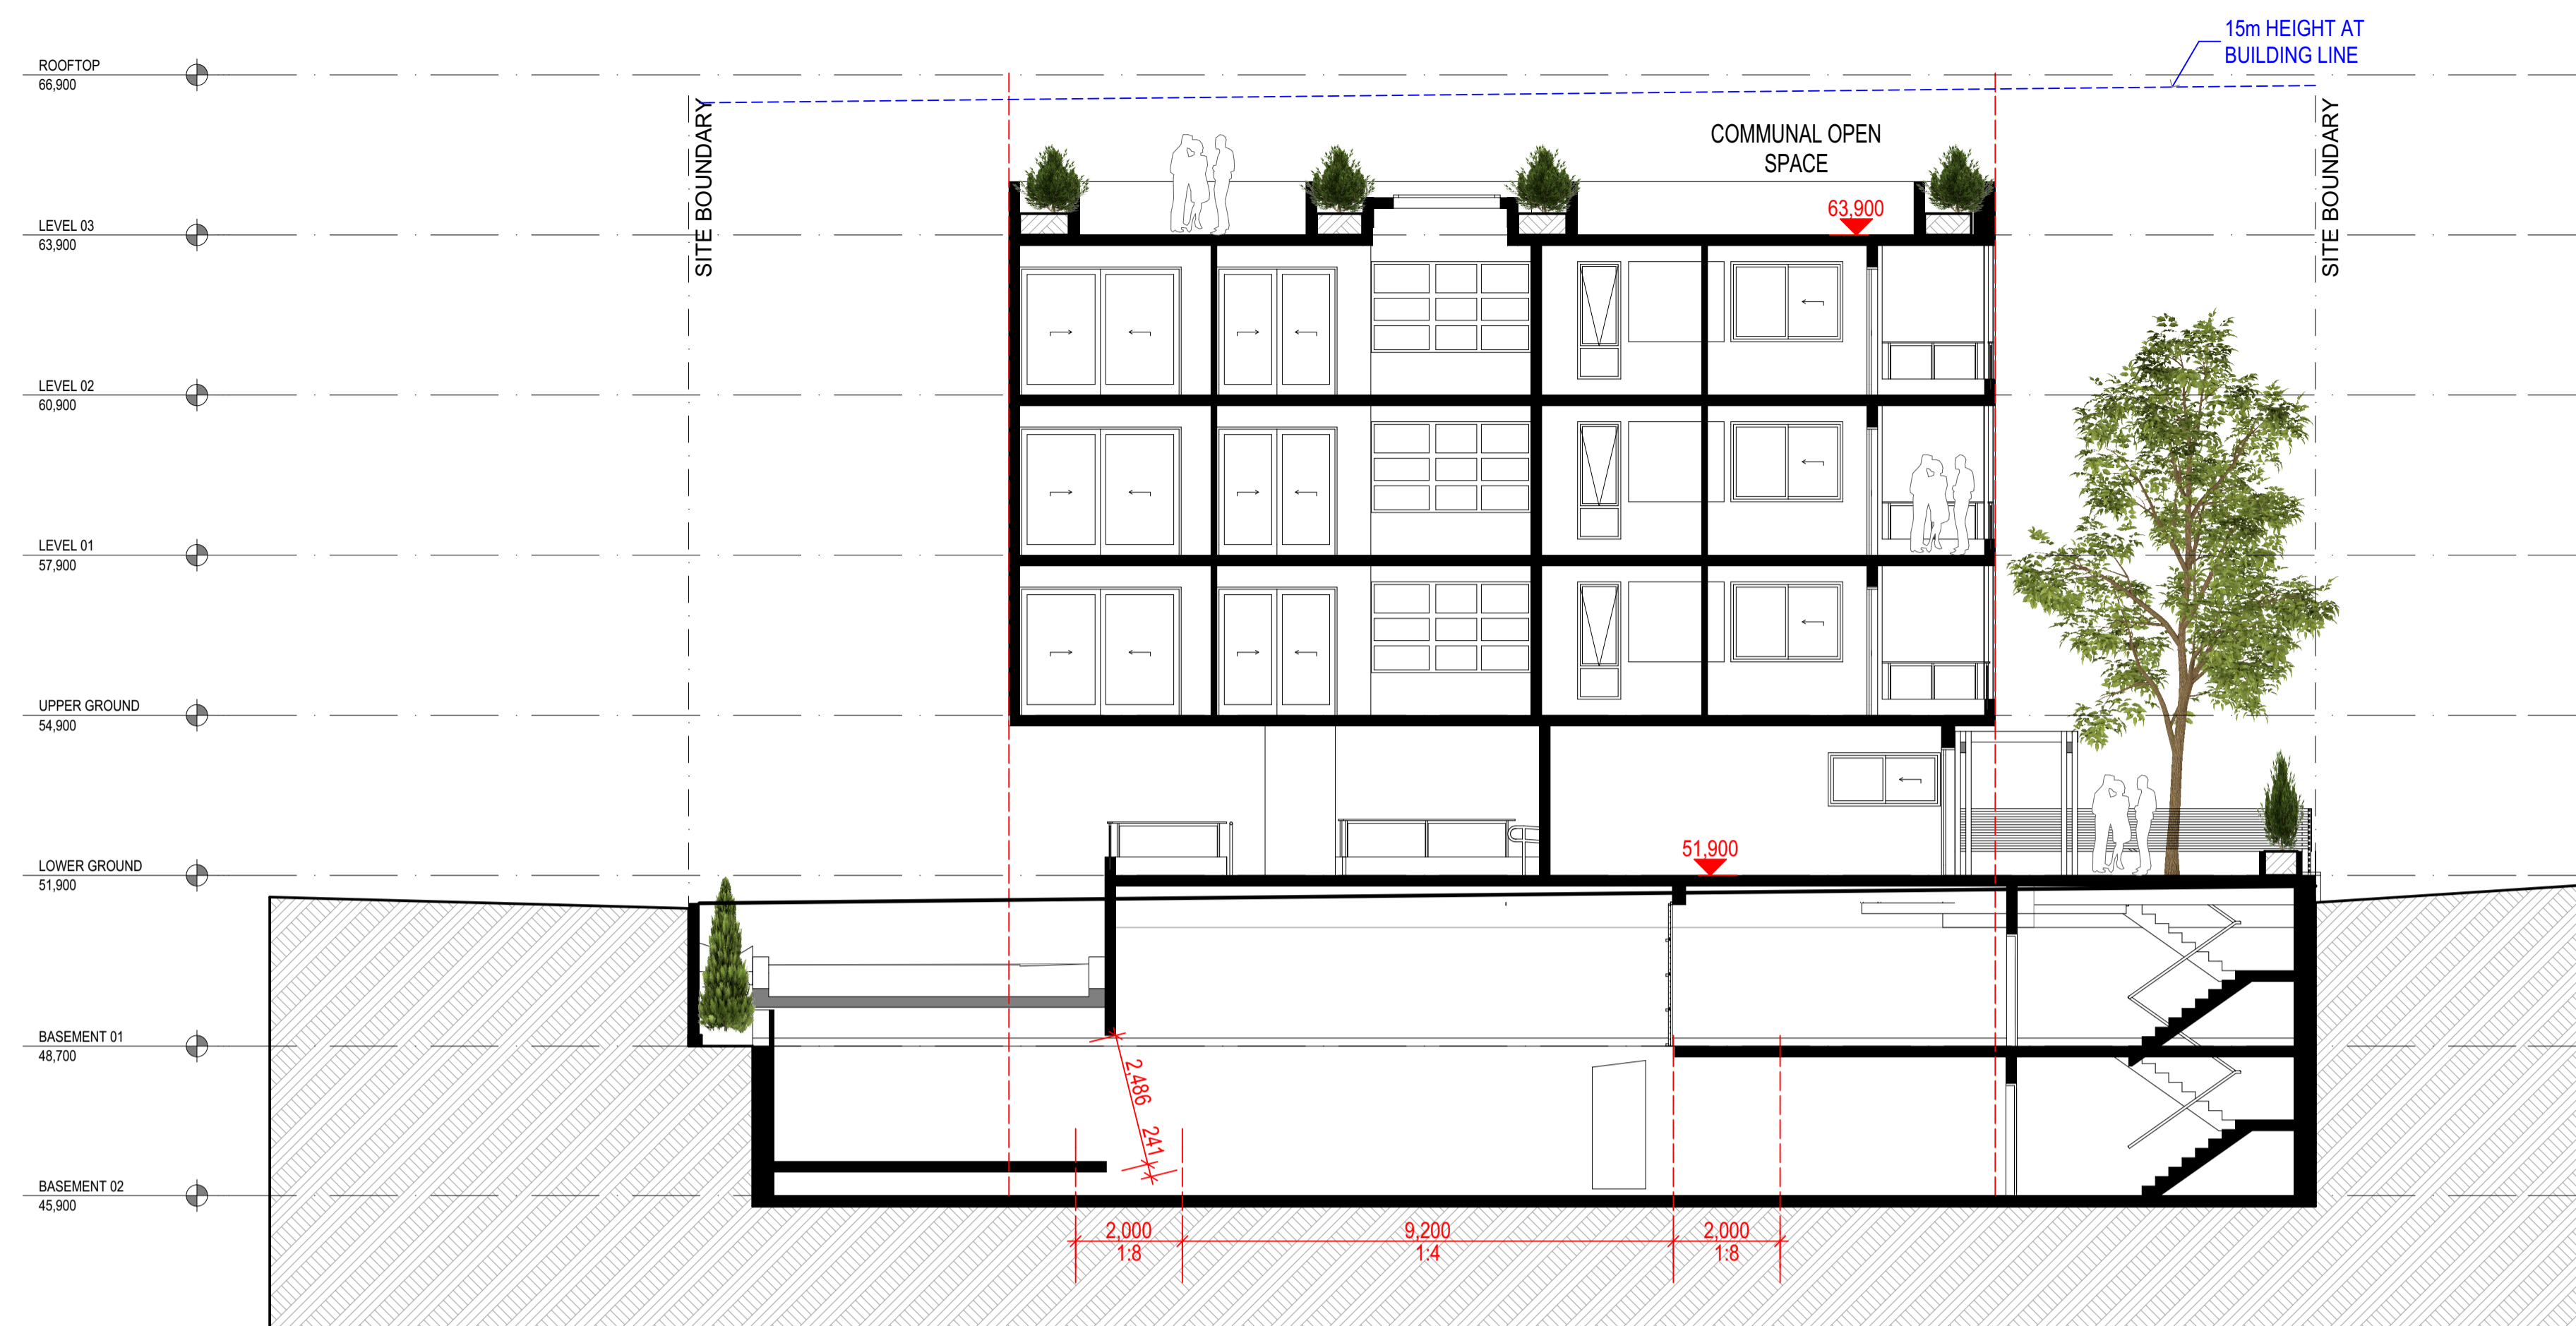 15m HEIGHT AT
BUILDING LINE
ROOFTOP
66,900
SITE BOUNDARY
COMMUNAL OPEN
SPACE
SITE BOUNDARY
63,900
LEVEL 03
63,900
LEVEL 02
60,900
LEVEL 01
57,900
UPPER GROUND
54,900
51,900
LOWER GROUND
51,900
BASEMENT 01
48,700
2,486
241
BASEMENT 02
45,900
2,000
1:8
9,200
1:4
2,000
1:8